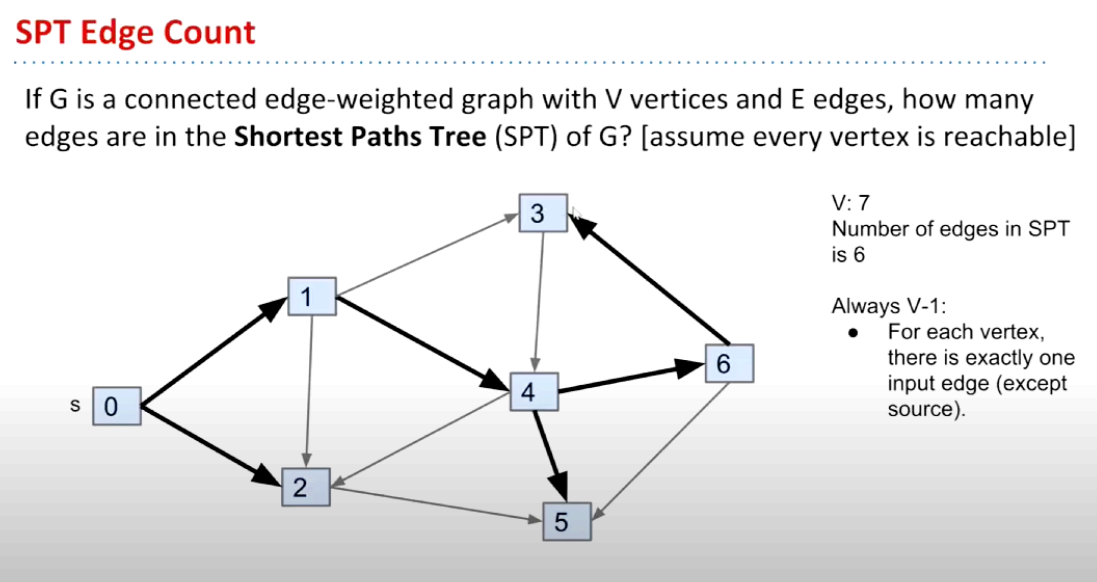 SPT Edge Count
If G is a connected edge-weighted graph with V vertices and E edges, how many
edges are in the Shortest Paths Tree (SPT) of G? [assume every vertex is reachable]
V: 7
Number of edges in SPT
is 6
Always V-1:
● For each vertex,
there is exactly one
input edge (except
source).
3
1
6
4
s 0
2
5